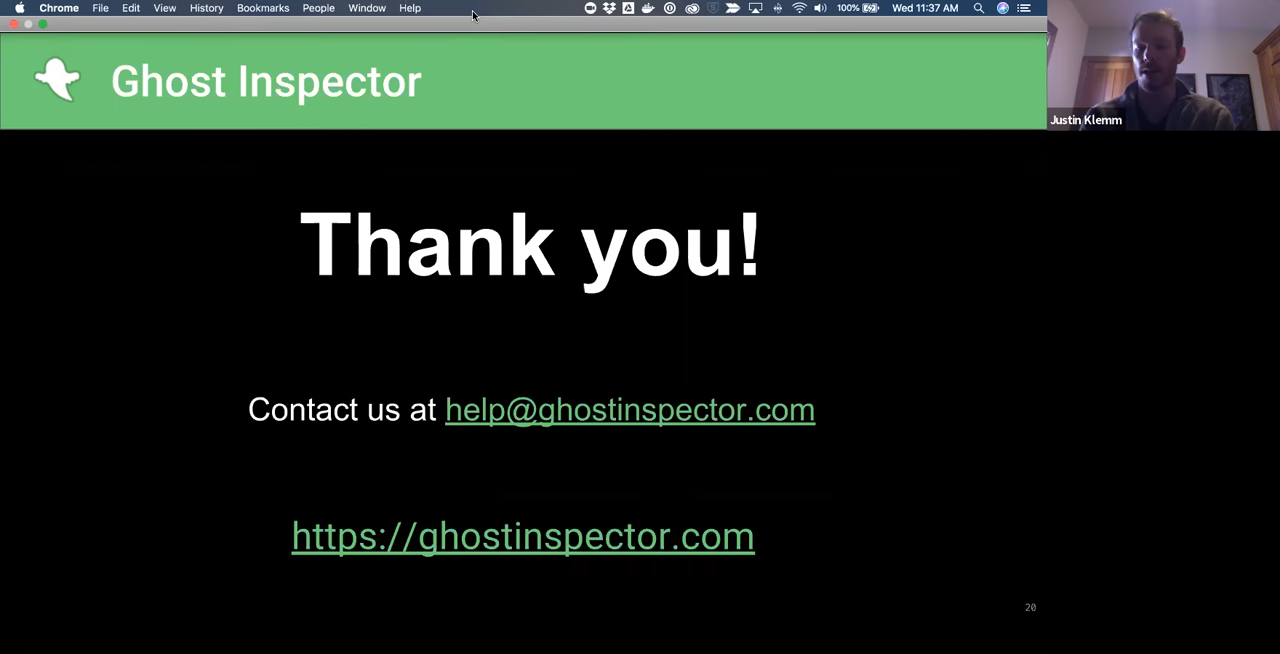 Chrome File Edit View History Bookmarks People Window Help 100% Wed 11:37 AM
Ghost Inspector
Justin Klemm
Thank you!
Contact us at help@ghostinspector.com
https://ghostinspector.com
20